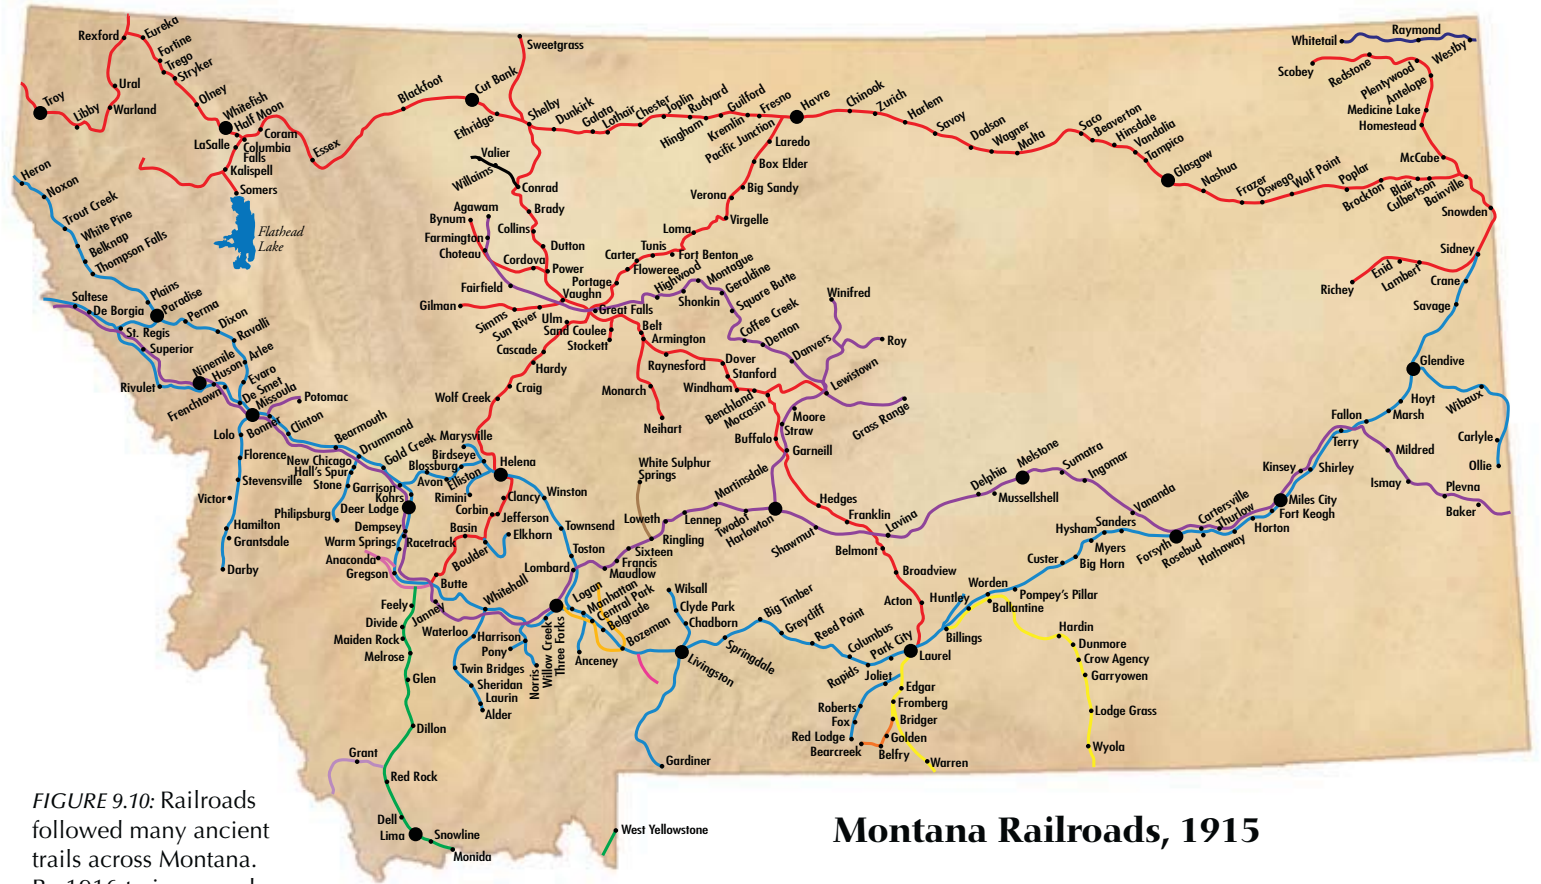 Rexford
Eureka
Fortine
Trego
Stryker
Ural
Olney
Troy
Libby
Warland
Whitefish
Half Moon
LaSalle
Coram
Columbia
Falls
Kalispell
Essex
Somers
Flathead
Lake
Blackfoot
Cut Bank
Sweetgrass
Ethridge
Shelby
Dunkirk
Galata
Lothair
Chester
Joplin
Hingham
Rudyard
Kremlin
Guilford
Fresno
Pacific Junction
Havre
Chinook
Zurich
Harlem
Savoy
Dodson
Wagner
Malta
Saco
Beaverton
Hinsdale
Vandalia
Tampico
Glasgow
Nashua
Frazer
Oswego
Wolf Point
Poplar
Brockton
Blair
Culbertson
Bainville
Snowden
Whitetail
Raymond
Westby
Scobey
Redstone
Plentywood
Antelope
Medicine Lake
Homestead
McCabe
Sidney
Enid
Lambert
Richey
Crane
Savage
Glendive
Hoyt
Marsh
Wibaux
Carlyle
Ollie
Fallon
Terry
Mildred
Ismay
Plevna
Baker
Kinsey
Shirley
Miles City
Fort Keogh
Horton
Hathaway
Thurlow
Cartersville
Rosebud
Forsyth
Vananda
Ingomar
Sumatra
Melstone
Mussellshell
Delphia
Sanders
Hysham
Myers
Big Horn
Custer
Pompey's Pillar
Worden
Ballantine
Huntley
Billings
Hardin
Dunmore
Crow Agency
Garryowen
Lodge Grass
Wyola
Laredo
Box Elder
Big Sandy
Verona
Virgelle
Loma
Fort Benton
Tunis
Carter
Floweree
Portage
Valier
Willains
Conrad
Brady
Collins
Dutton
Cordova
Power
Agawam
Bynum
Farmington
Choteau
Fairfield
Gilman
Simms
Sun River
Vaughn
Great Falls
Highwood
Shonkin
Montague
Geraldine
Square Butte
Coffee Creek
Denton
Danvers
Winifred
Roy
Lewistown
Grass Range
Ulm
Sand Coulee
Stockett
Belt
Armington
Raynesford
Dover
Stanford
Windham
Benchland
Moccasin
Monarch
Neihart
Cascade
Hardy
Craig
Wolf Creek
Moore
Straw
Buffalo
Garneill
Hedges
Franklin
Lavina
Belmont
Broadview
Acton
Shawmut
Harlowton
Twodot
Martinsdale
Lennep
Ringling
Loweth
White Sulphur
Springs
Sixteen
Francis
Maudlow
Lombard
Toston
Townsend
Winston
Helena
Marysville
Birdseye
Blossburg
Elliston
Avon
Rimini
Clancy
Corbin
Jefferson
Elkhorn
Basin
Boulder
Heron
Noxon
Trout Creek
White Pine
Belknap
Thompson Falls
Plains
Paradise
Perma
Dixon
Ravalli
Arlee
Evaro
De Smet
Missoula
Saltese
De Borgia
St. Regis
Superior
Rivulet
Ninemile
Huson
Frenchtown
Potomac
Bonner
Clinton
Bearmouth
Drummond
Gold Creek
New Chicago
Hall's Spur
Stone
Philipsburg
Garrison
Kohrs
Deer Lodge
Dempsey
Warm Springs
Racetrack
Anaconda
Gregson
Butte
Janney
Lolo
Florence
Stevensville
Victor
Hamilton
Grantsdale
Darby
Feely
Divide
Maiden Rock
Melrose
Glen
Dillon
Grant
Red Rock
Dell
Lima
Snowline
Monida
West Yellowstone
Whitehall
Waterloo
Harrison
Pony
Norris
Twin Bridges
Sheridan
Laurin
Alder
Willow Creek
Three Forks
Logan
Manhattan
Central Park
Belgrade
Anceney
Bozeman
Wilsall
Clyde Park
Chadborn
Livingston
Gardiner
Springdale
Big Timber
Greycliff
Reed Point
Columbus
Rapids
Park City
Laurel
Joliet
Roberts
Fox
Red Lodge
Bearcreek
Belfry
Edgar
Fromberg
Bridger
Golden
Warren
Montana Railroads, 1915
FIGURE 9.10: Railroads
followed many ancient
trails across Montana.
By 1916